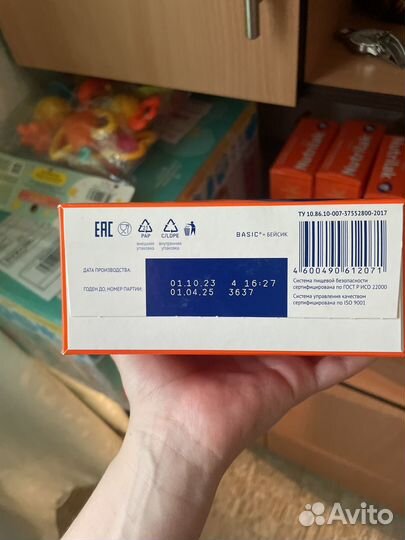 ТУ 10.86.10-007-37552800-2017
EAC
PAP
C/LDPE
внешняя упаковка
внутренняя упаковка
BASIC® - БЕЙСИК
4 600490 612071
ДАТА ПРОИЗВОДСТВА:
01.10.23 4 16:27
ГОДЕН ДО, НОМЕР ПАРТИИ:
01.04.25 3637
Система пищевой безопасности
сертифицирована по ГОСТ Р ИСО 22000
Система управления качеством
сертифицирована по ISO 9001
Avito